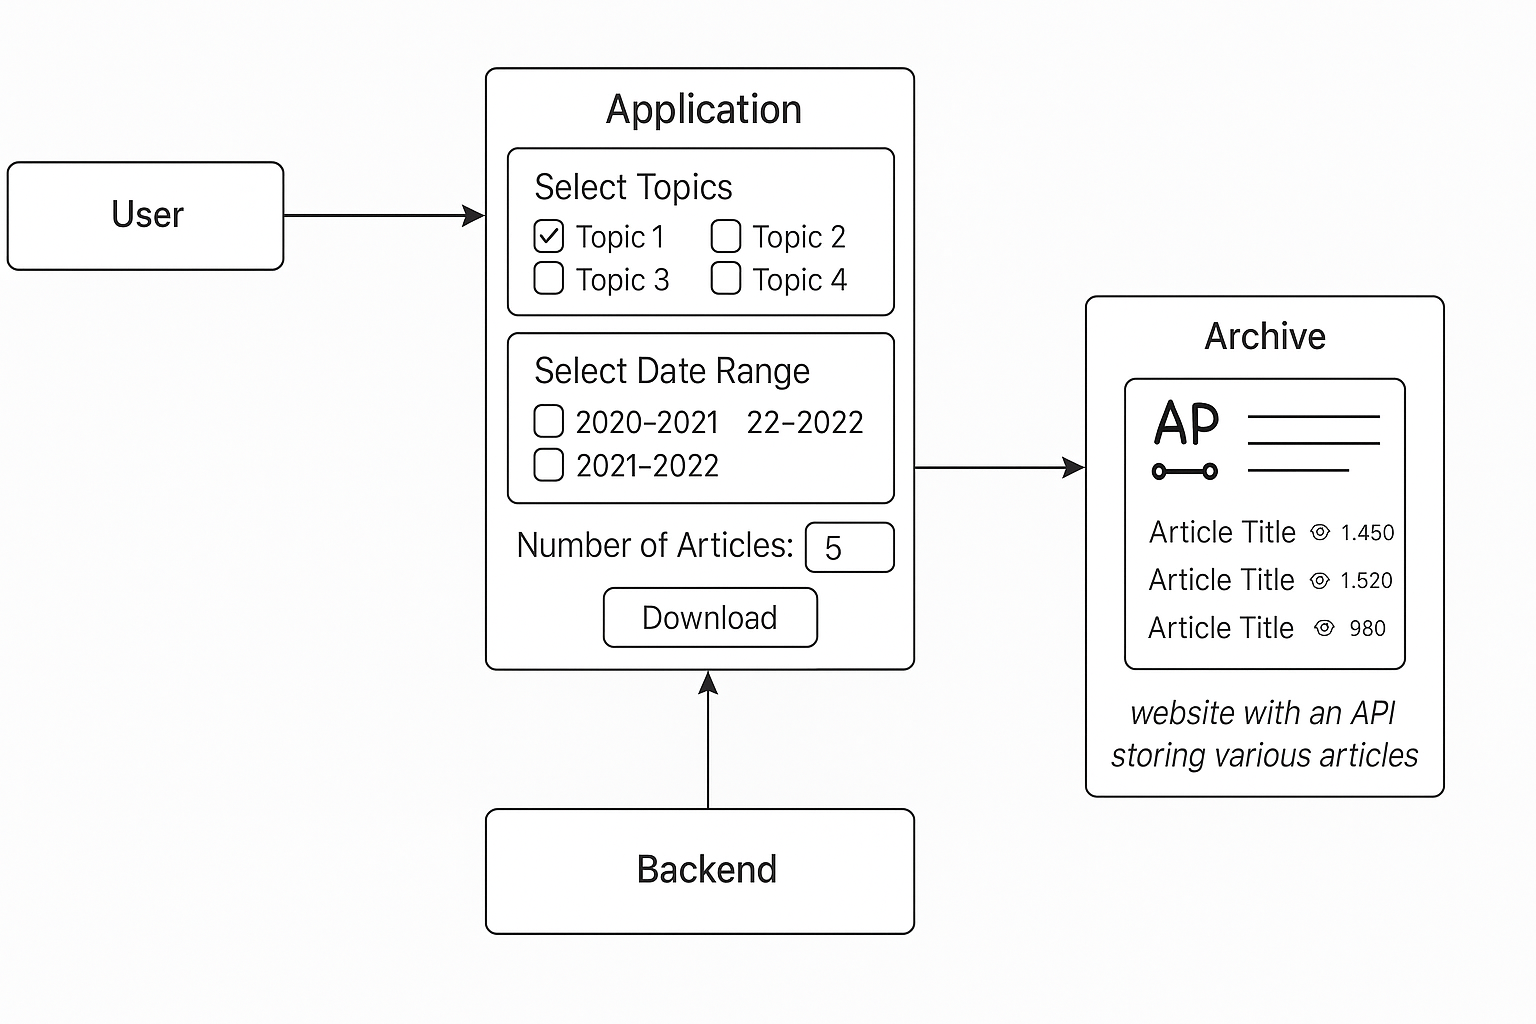 User
Application
Select Topics
Topic 1 Topic 2
Topic 3 Topic 4
Select Date Range
2020–2021 22–2022
2021–2022
Number of Articles: 5
Download
Backend
Archive
AP
Article Title 1.450
Article Title 1.520
Article Title 980
website with an API
storing various articles